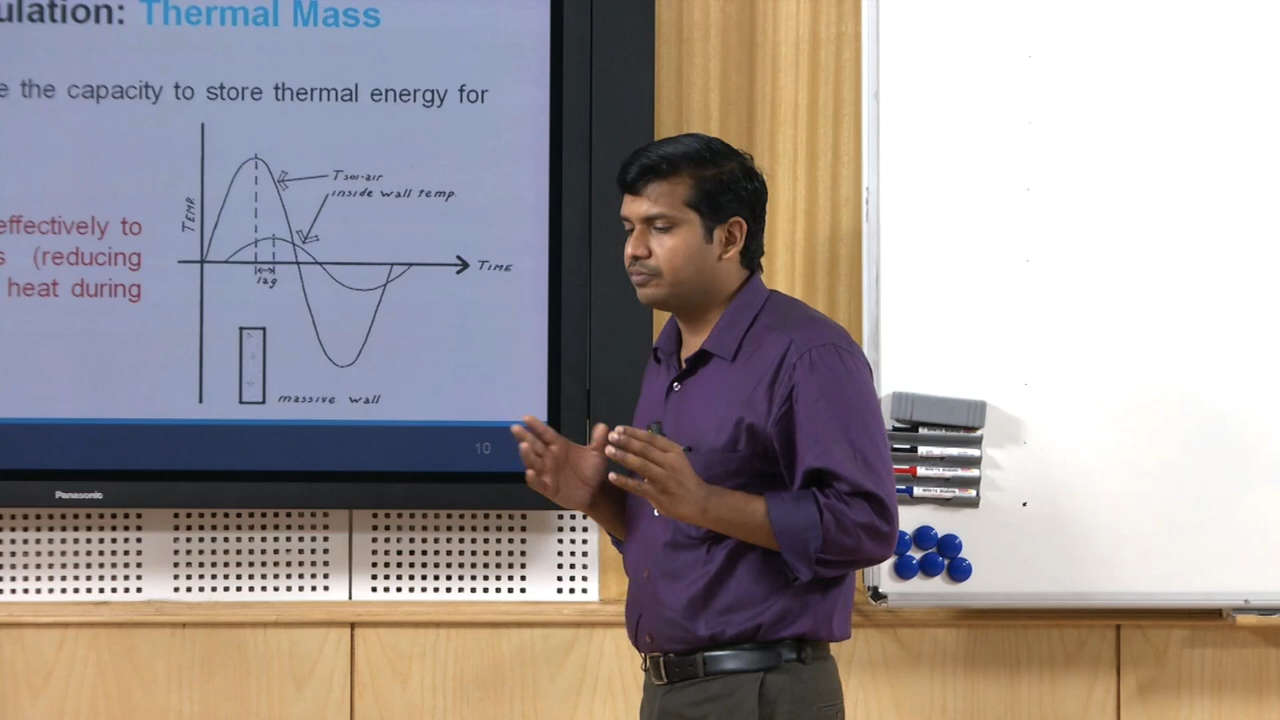 ulation: Thermal Mass
e the capacity to store thermal energy for
effectively to
s (reducing
heat during
TEMP.
Tsol-air
inside wall temp.
TIME
lag
massive wall
10
Panasonic